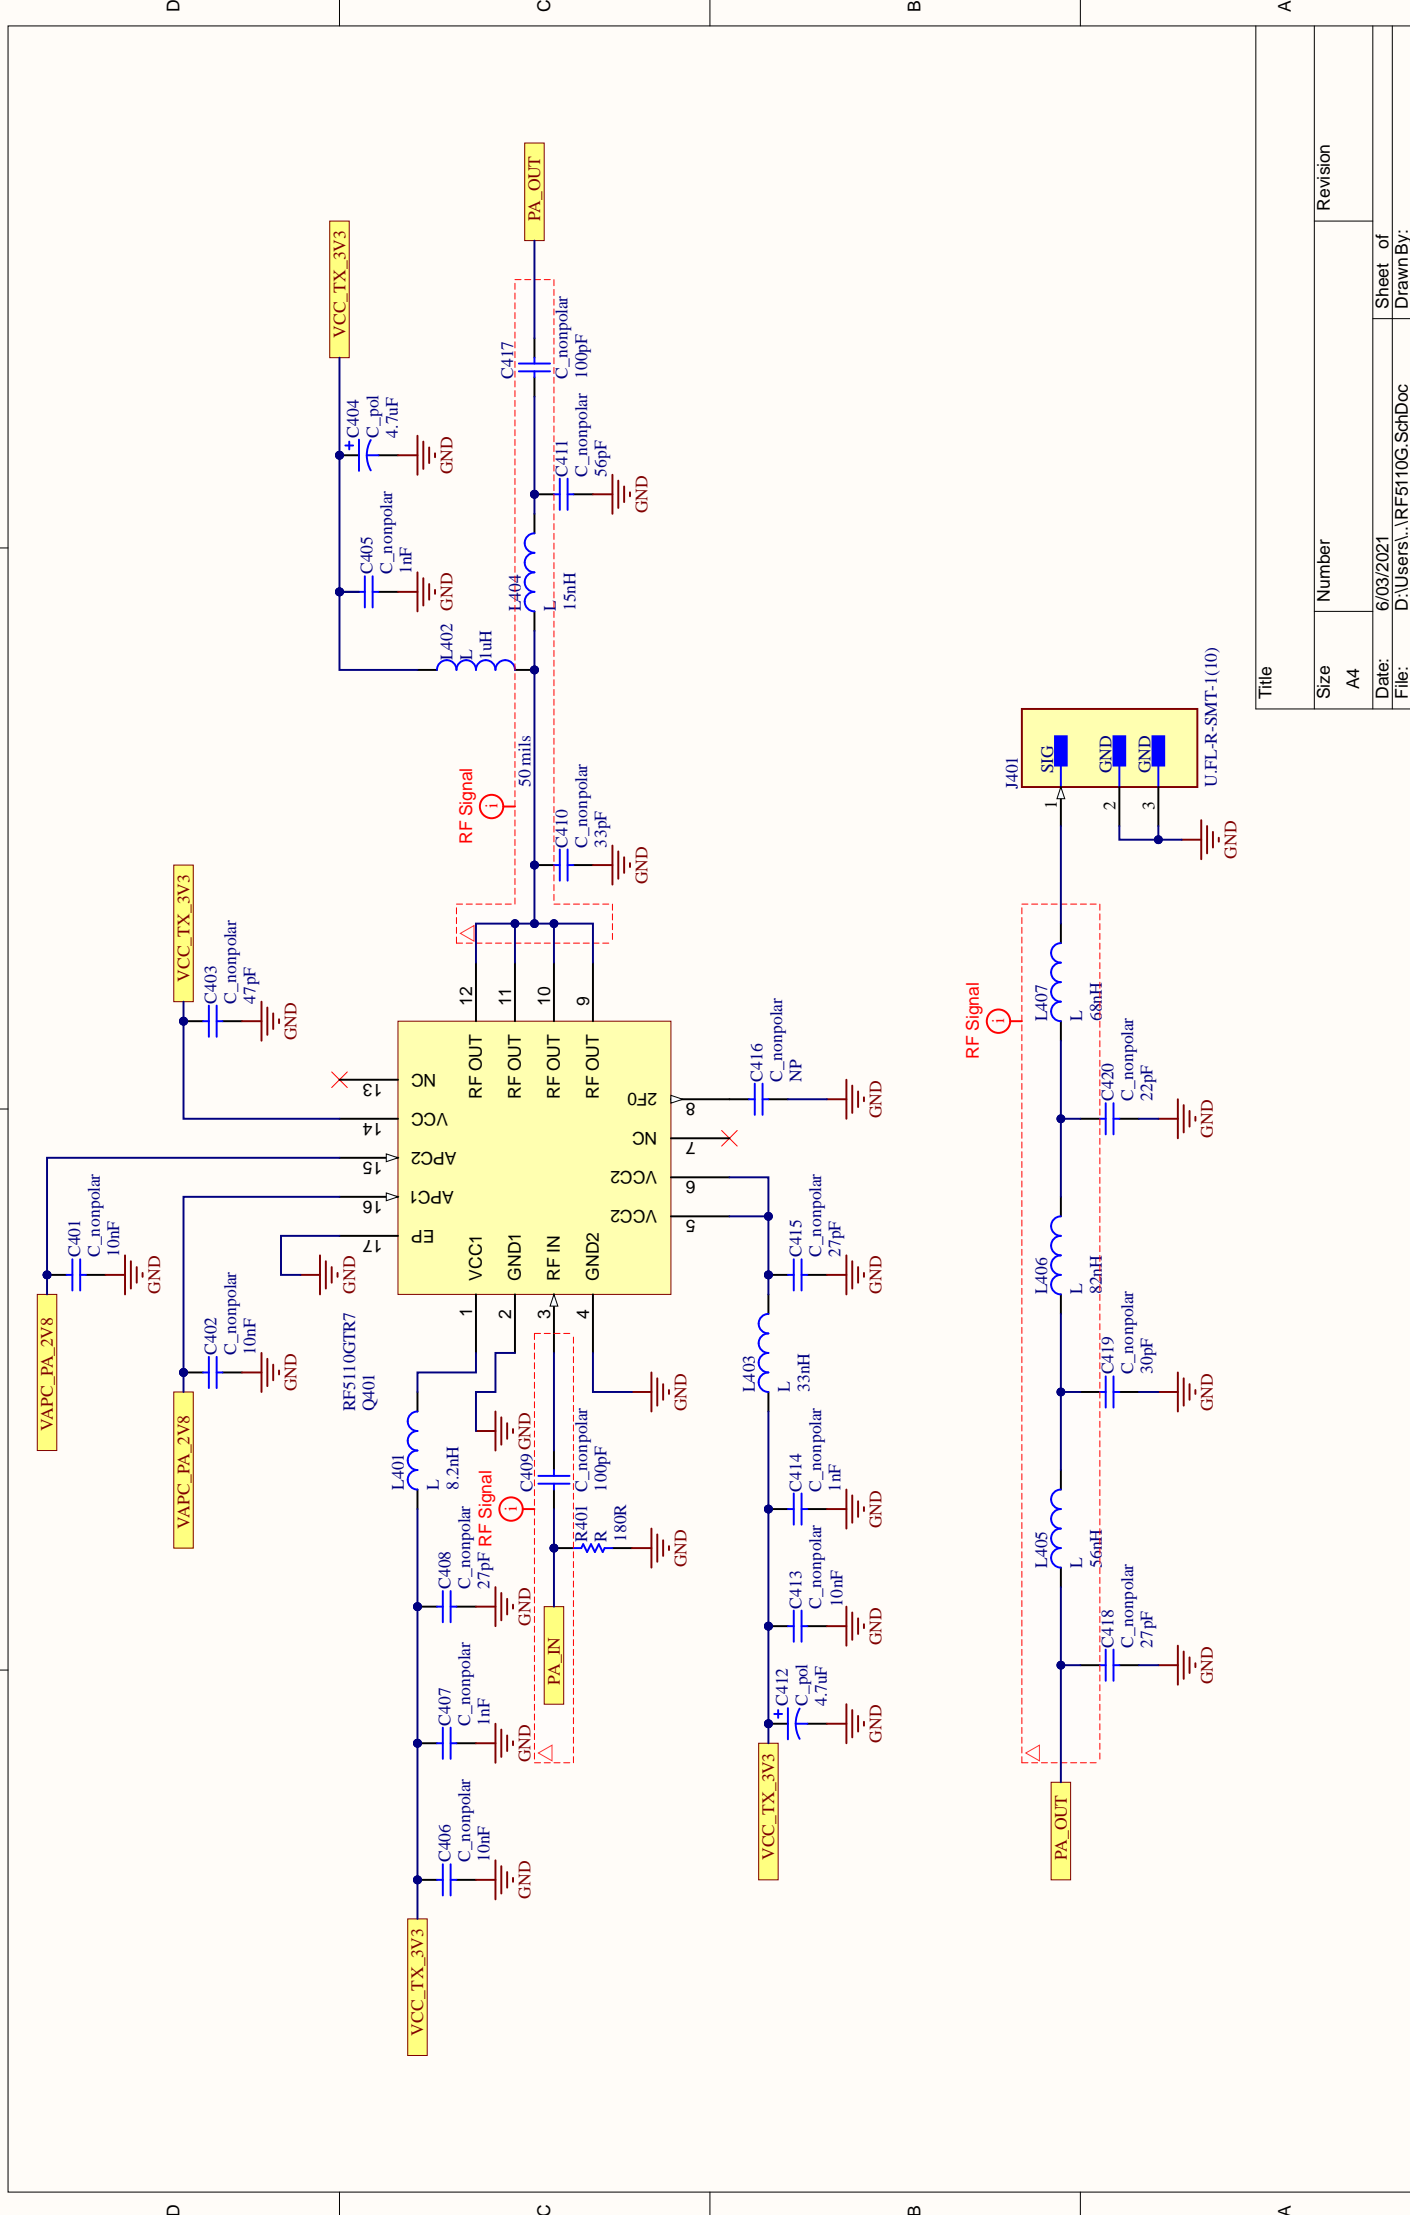 D
C
B
A
VAPC_PA_2V8
C401
C_nonpolar
10nF
GND
VAPC_PA_2V8
C402
C_nonpolar
10nF
GND
GND
VCC_TX_3V3
C403
C_nonpolar
47pF
GND
VCC_TX_3V3
C404
C_pol
4.7uF
+
GND
C405
C_nonpolar
1nF
GND
L402
L
1uH
RF5110GTR7
Q401
17
EP
16
APC1
15
APC2
14
VCC
13
NC
1
VCC1
2
GND1
3
RF IN
4
GND2
12
RF OUT
11
RF OUT
10
RF OUT
9
RF OUT
5
VCC2
6
VCC2
7
NC
8
2F0
VCC_TX_3V3
C406
C_nonpolar
10nF
GND
C407
C_nonpolar
1nF
GND
C408
C_nonpolar
27pF
GND
L401
L
8.2nH
GND
RF Signal
i
PA_IN
R401
R
180R
GND
C409
C_nonpolar
100pF
GND
RF Signal
i
50 mils
C410
C_nonpolar
33pF
GND
L404
L
15nH
C411
C_nonpolar
56pF
GND
C417
C_nonpolar
100pF
PA_OUT
VCC_TX_3V3
+
C412
C_pol
4.7uF
GND
C413
C_nonpolar
10nF
GND
C414
C_nonpolar
1nF
GND
L403
L
33nH
C415
C_nonpolar
27pF
GND
C416
C_nonpolar
NP
GND
RF Signal
i
PA_OUT
C418
C_nonpolar
27pF
GND
L405
L
56nH
C419
C_nonpolar
30pF
GND
L406
L
82nH
C420
C_nonpolar
22pF
GND
L407
L
68nH
J401
1
SIG
2
GND
3
GND
U.FL-R-SMT-1(10)
GND
Title
Size
A4
Number
Revision
Date:
6/03/2021
Sheet of
File:
D:\Users\..\RF5110G.SchDoc
Drawn By:
D
C
B
A